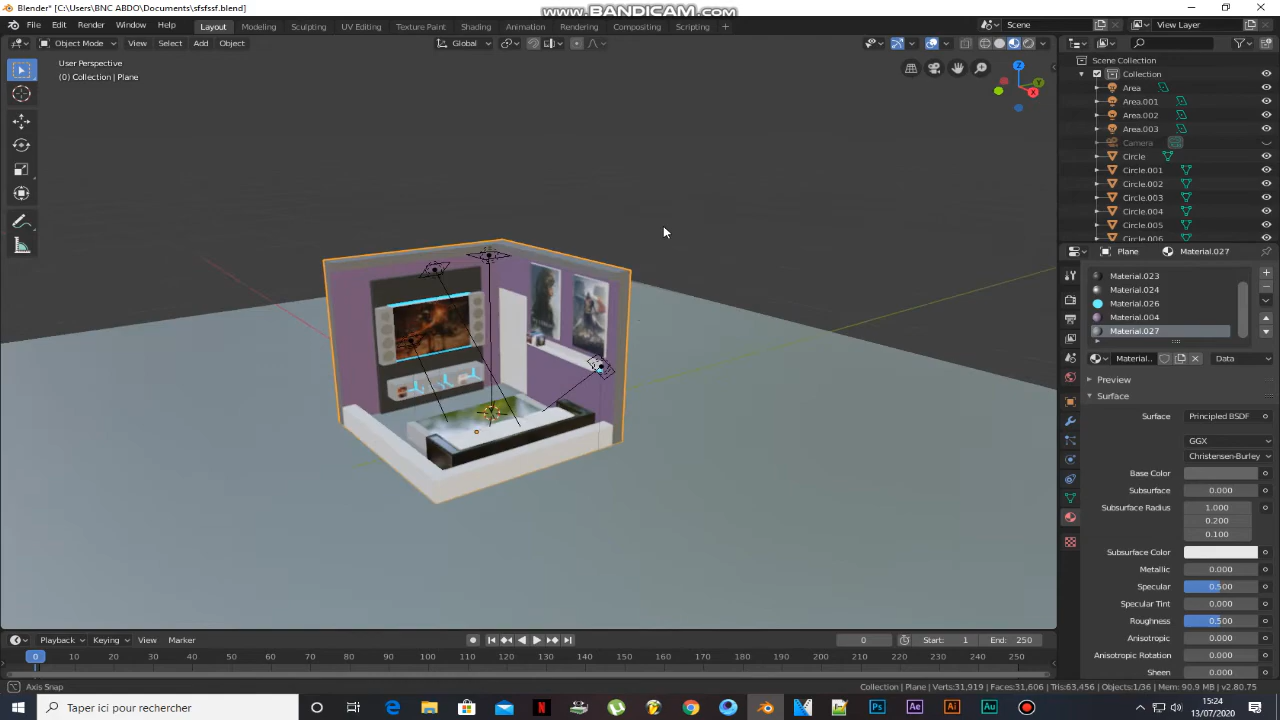 Blender* [C:\Users\BNC ABDO\Documents\sfsfssf.blend]
www.BANDICAM.com
File Edit Render Window Help Layout Modeling Sculpting UV Editing Texture Paint Shading Animation Rendering Compositing Scripting + Scene View Layer
Object Mode View Select Add Object Global
User Perspective
(0) Collection | Plane
Z
Y
X
Scene Collection
Collection
Area
Area.001
Area.002
Area.003
Camera
Circle
Circle.001
Circle.002
Circle.003
Circle.004
Circle.005
Circle.006
Plane Material.027
Material.023
Material.024
Material.026
Material.004
Material.027
Material.. Data
Preview
Surface
Surface Principled BSDF
GGX
Christensen-Burley
Base Color
Subsurface 0.000
Subsurface Radius 1.000
0.200
0.100
Subsurface Color
Metallic 0.000
Specular 0.500
Specular Tint 0.000
Roughness 0.500
Anisotropic 0.000
Anisotropic Rotation 0.000
Sheen 0.000
Playback Keying View Marker 0 Start: 1 End: 250
0 10 20 30 40 50 60 70 80 90 100 110 120 130 140 150 160 170 180 190 200 210 220 230 240 250
Axis Snap
Collection | Plane | Verts:31,919 | Faces:31,606 | Tris:63,456 | Objects:1/36 | Mem: 90.9 MB | v2.80.75
Taper ici pour rechercher
15:24
13/07/2020